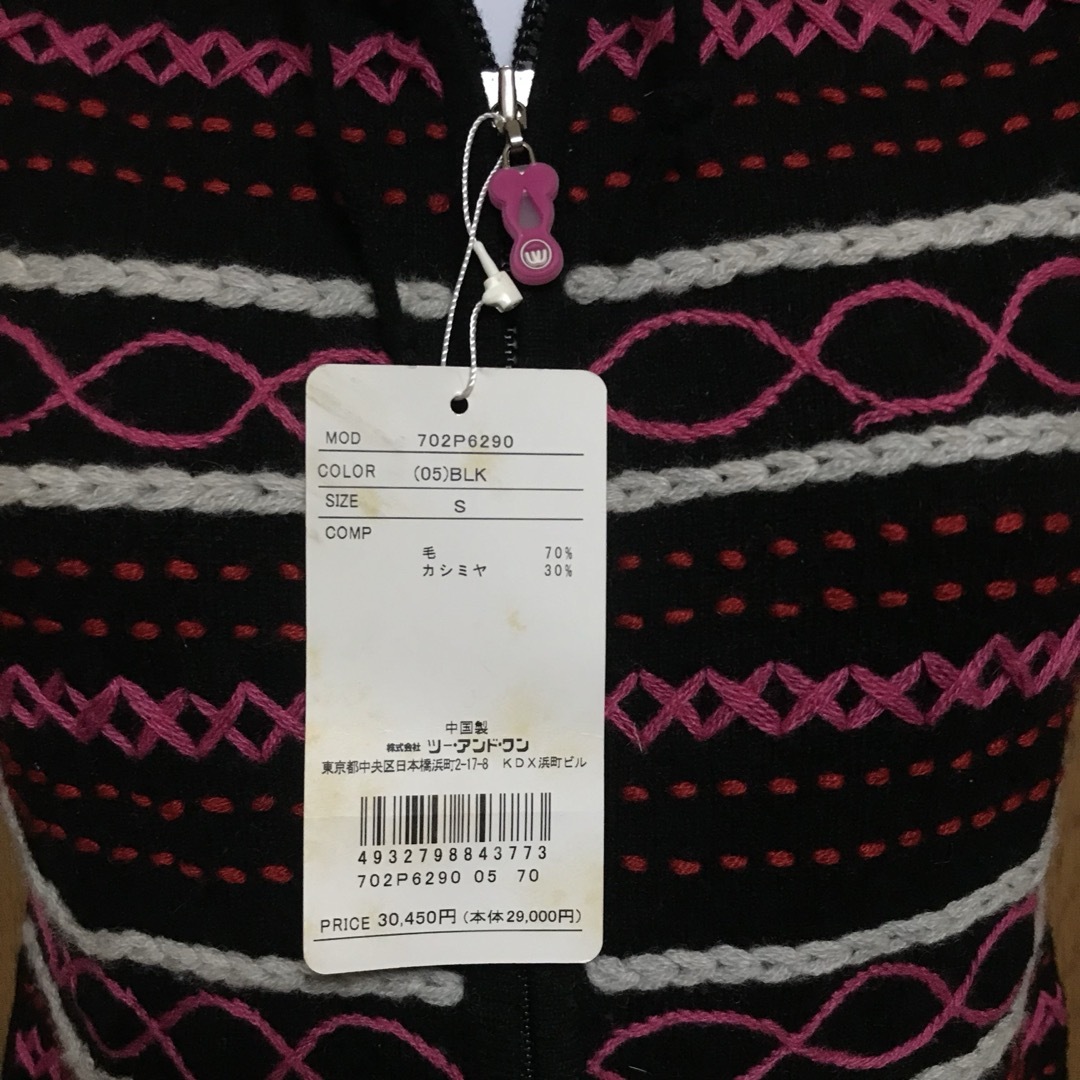 MOD 702P6290
COLOR (05)BLK
SIZE S
COMP
毛 70%
カシミヤ 30%
中国製
株式会社 ツー・アンド・ワン
東京都中央区日本橋浜町2-17-8 KDX浜町ビル
4932798843773
702P6290 05 70
PRICE 30,450円 (本体29,000円)